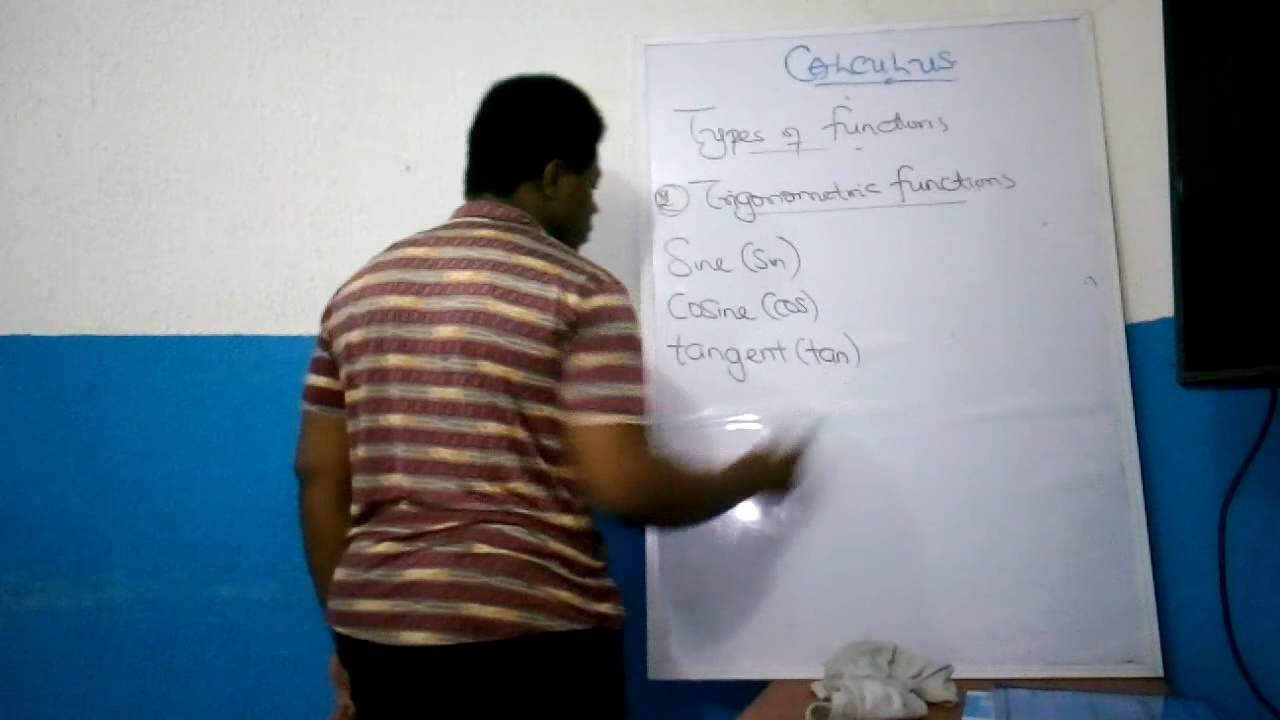 CALCULUS
Types of functions
Trigonometric functions
Sine (sin)
Cosine (cos)
tangent (tan)